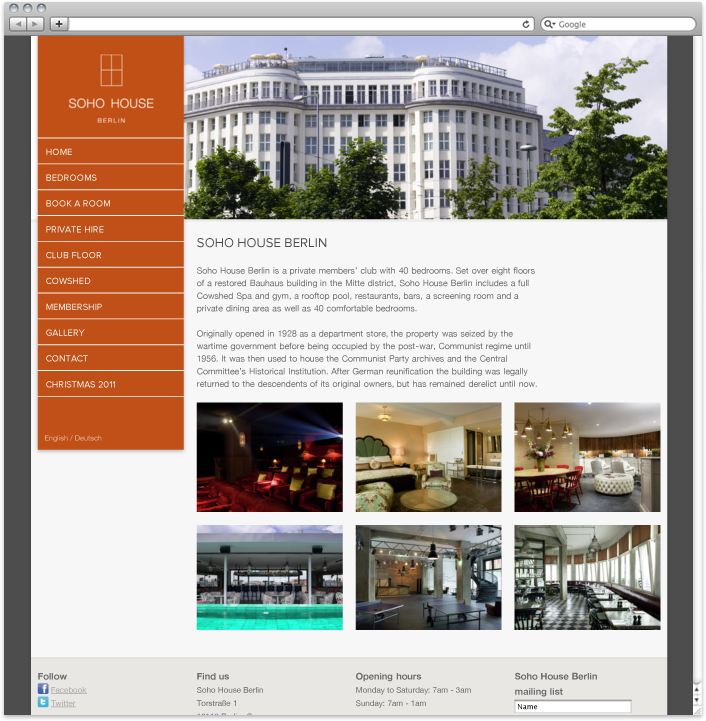 Google
SOHO HOUSE
BERLIN
HOME
BEDROOMS
BOOK A ROOM
PRIVATE HIRE
CLUB FLOOR
COWSHED
MEMBERSHIP
GALLERY
CONTACT
CHRISTMAS 2011
English / Deutsch
SOHO HOUSE BERLIN
Soho House Berlin is a private members' club with 40 bedrooms. Set over eight floors
of a restored Bauhaus building in the Mitte district, Soho House Berlin includes a full
Cowshed Spa and gym, a rooftop pool, restaurants, bars, a screening room and a
private dining area as well as 40 comfortable bedrooms.
Originally opened in 1928 as a department store, the property was seized by the
wartime government before being occupied by the post-war, Communist regime until
1956. It was then used to house the Communist Party archives and the Central
Committee's Historical Institution. After German reunification the building was legally
returned to the descendents of its original owners, but has remained derelict until now.
Follow
Facebook
Twitter
Find us
Soho House Berlin
Torstraße 1
Opening hours
Monday to Saturday: 7am - 3am
Sunday: 7am - 1am
Soho House Berlin
mailing list
Name